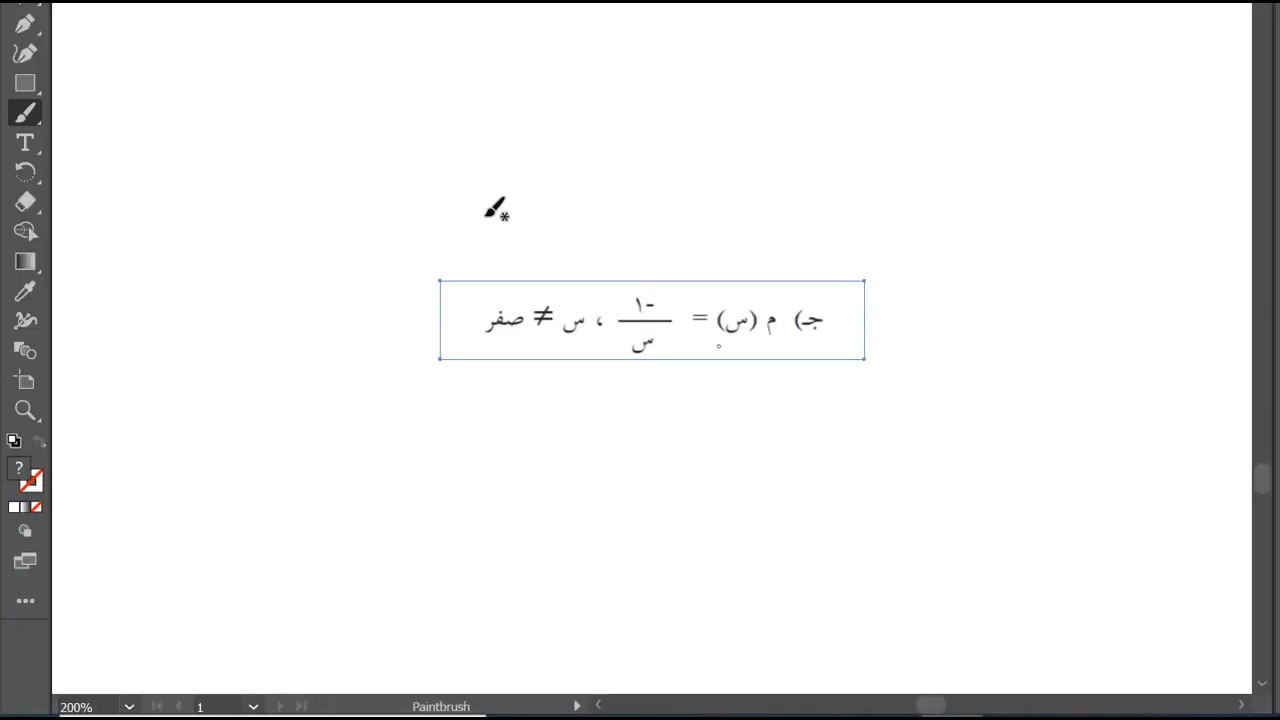 جـ) م (س) = -١ / س ، س ≠ صفر
200%
1
Paintbrush